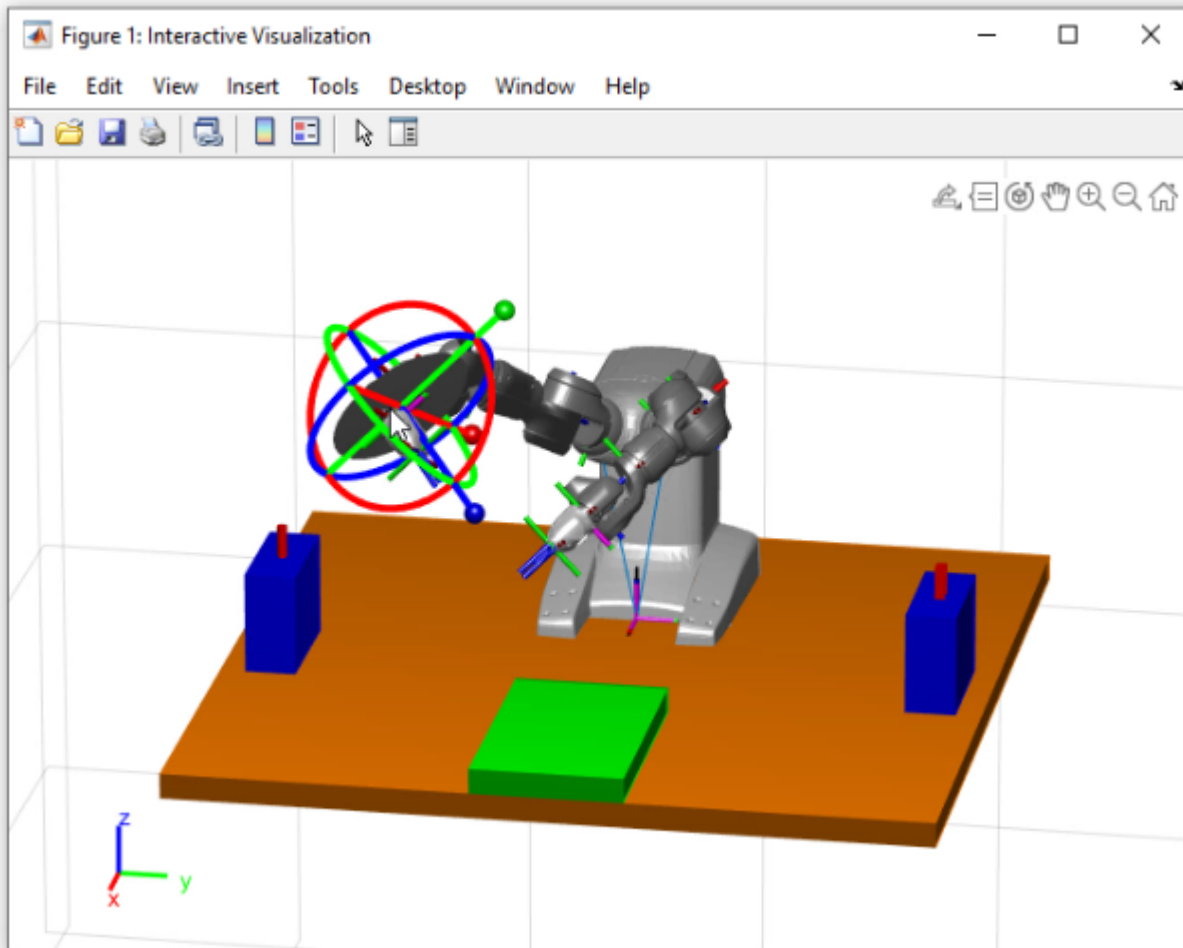 Figure 1: Interactive Visualization
File Edit View Insert Tools Desktop Window Help
z
y
x